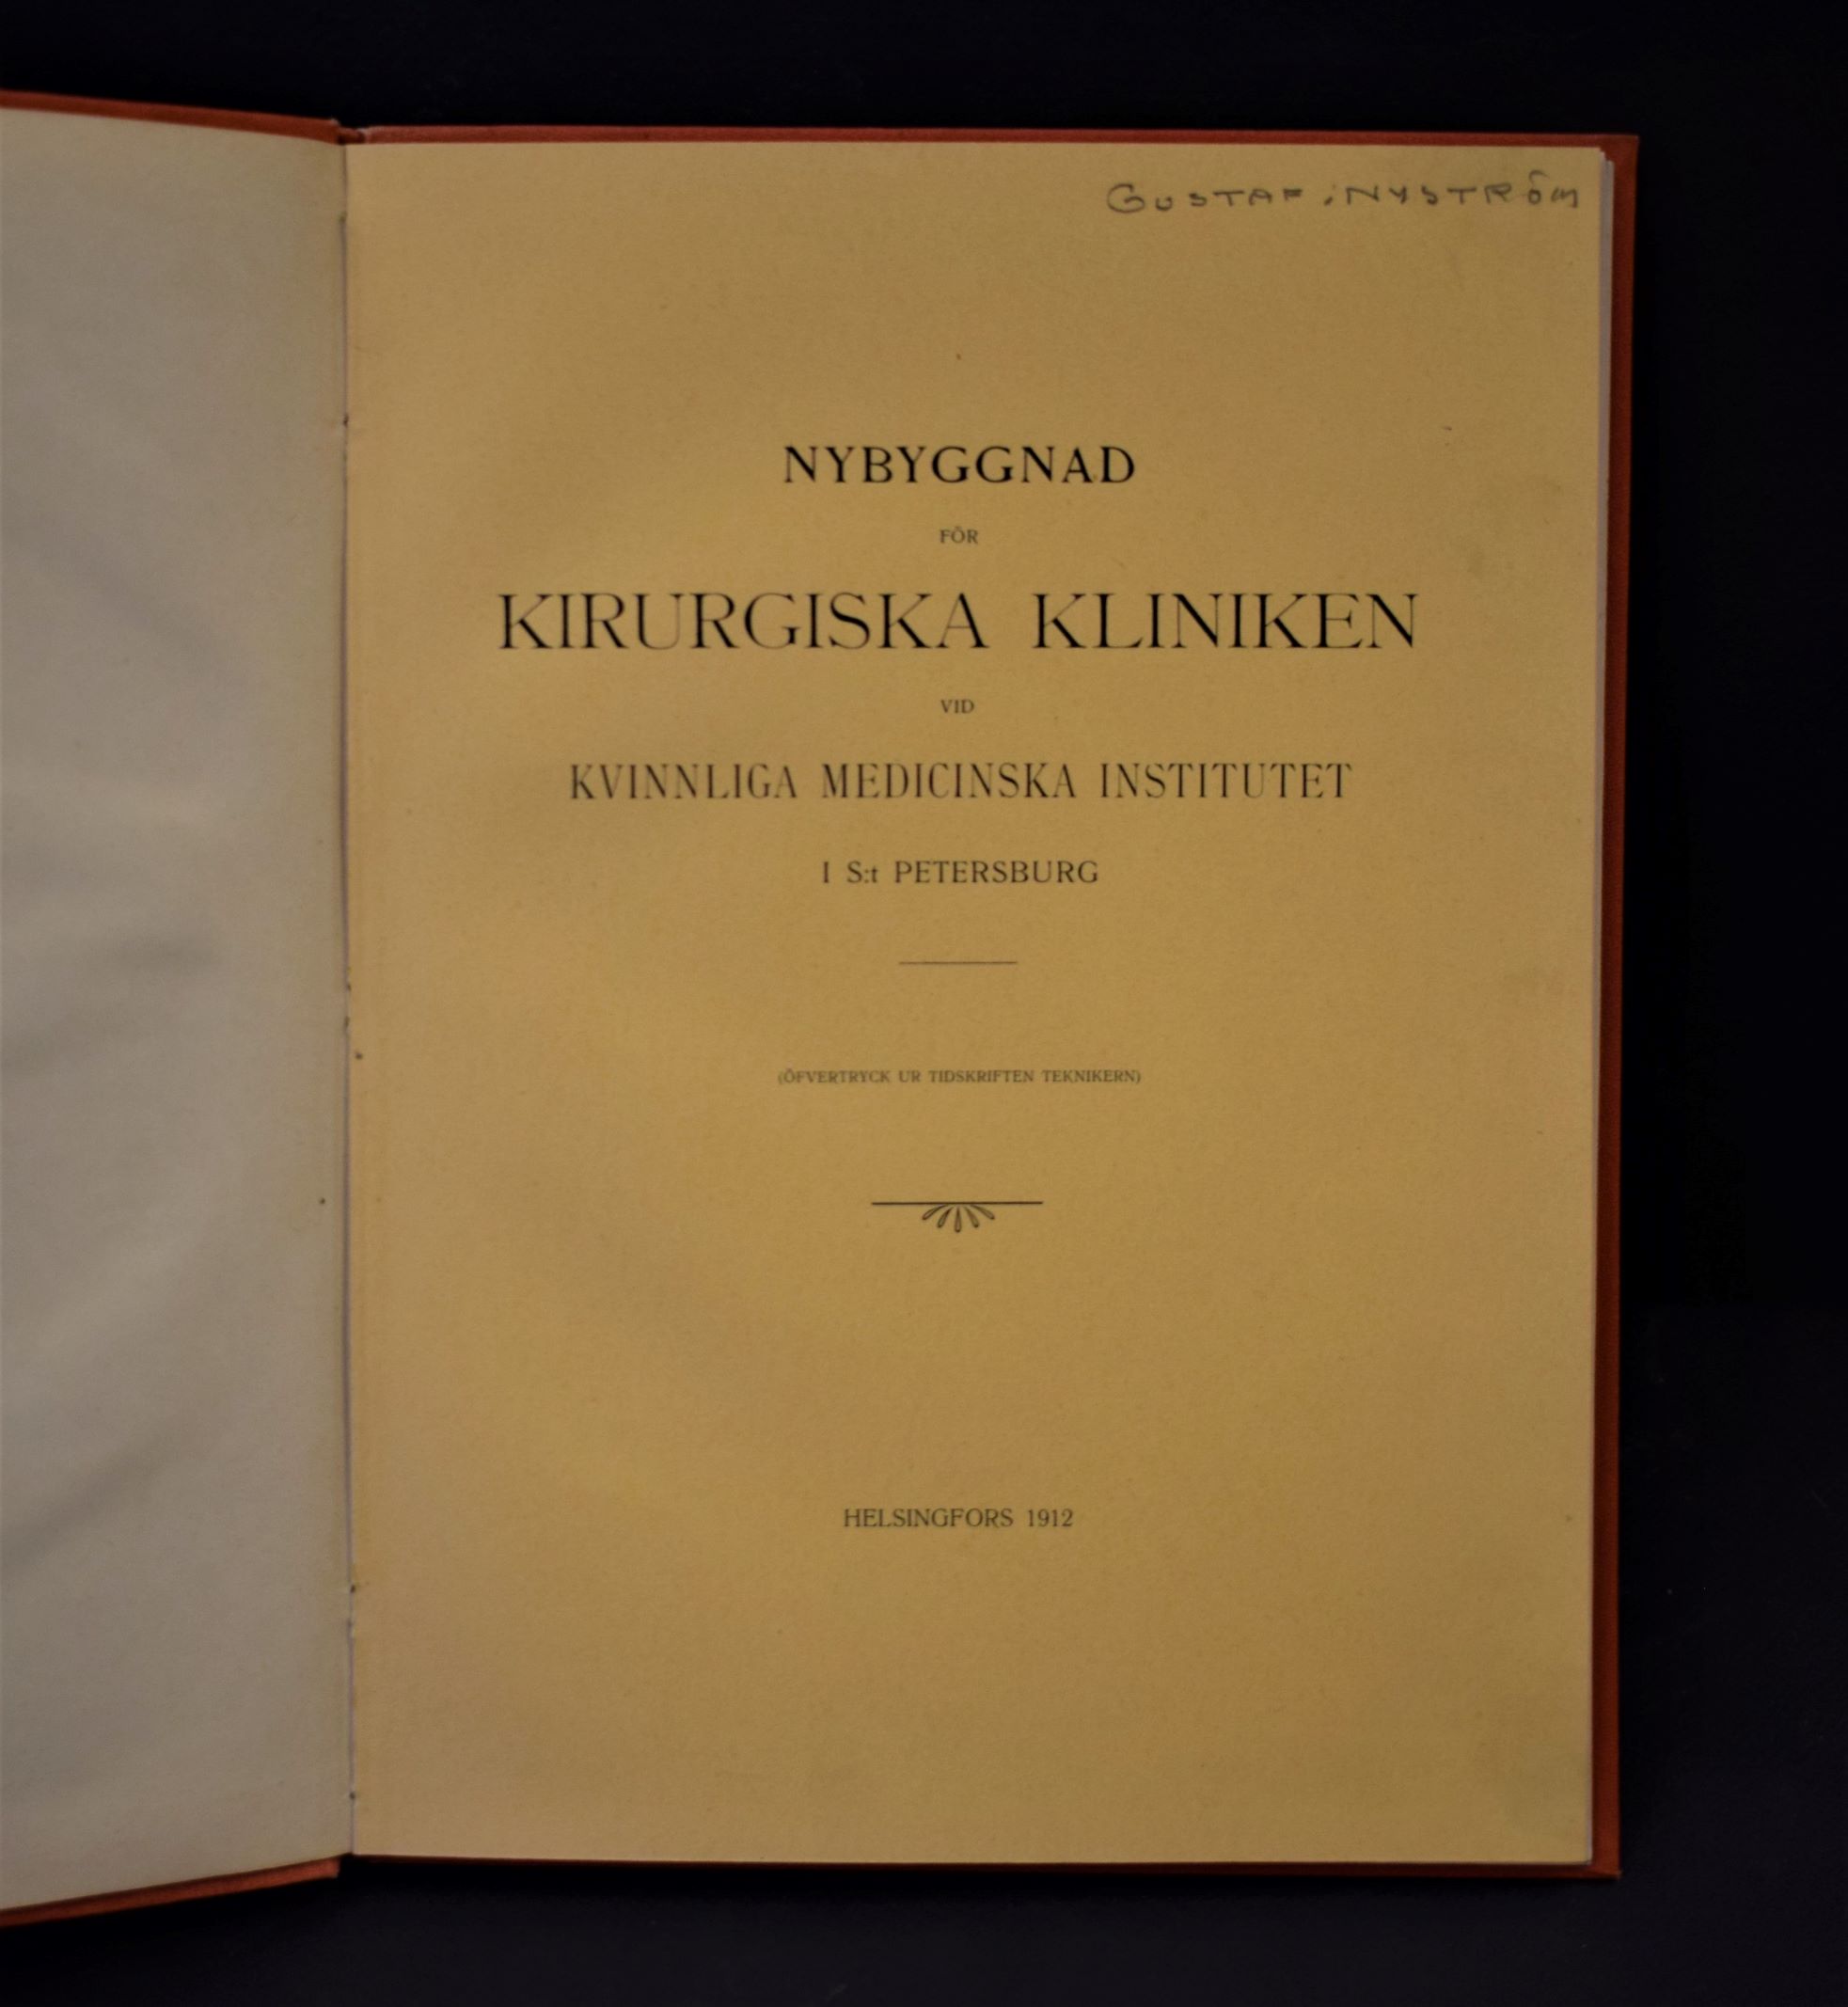 GUSTAF NYSTRÖM
NYBYGGNAD
FÖR
KIRURGISKA KLINIKEN
VID
KVINNLIGA MEDICINSKA INSTITUTET
I S:t PETERSBURG
(ÖFVERTRYCK UR TIDSKRIFTEN TEKNIKERN)
HELSINGFORS 1912